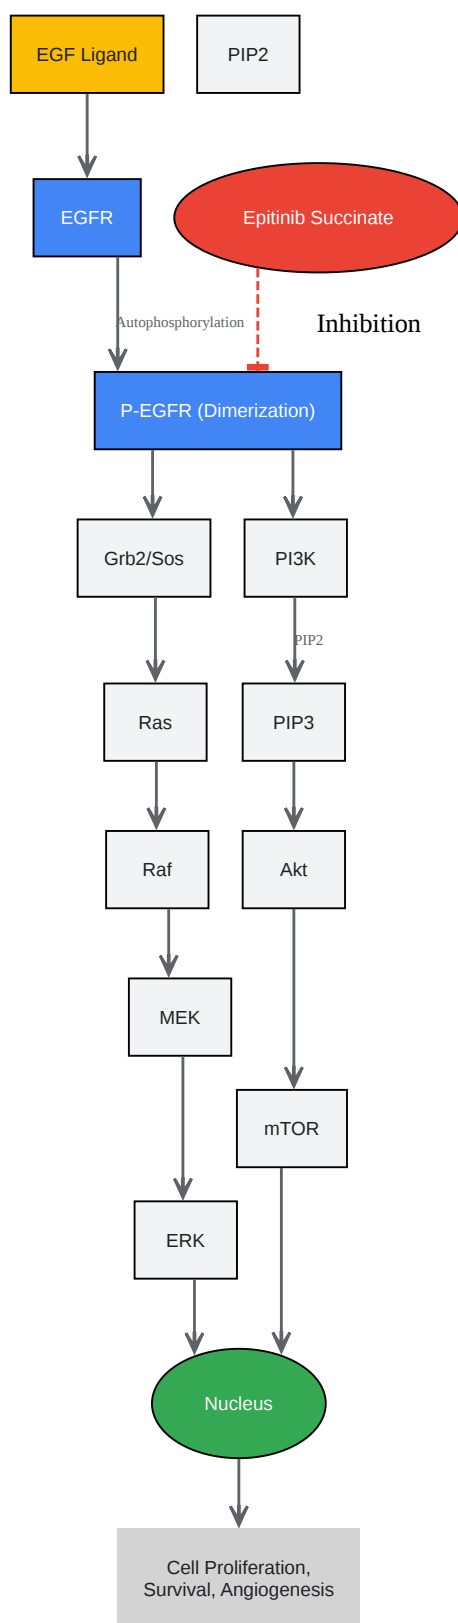 EGF Ligand
PIP2
EGFR
Epitinib Succinate
Autophosphorylation
Inhibition
P-EGFR (Dimerization)
Grb2/Sos
PI3K
PIP2
Ras
PIP3
Raf
Akt
MEK
mTOR
ERK
Nucleus
Cell Proliferation,
Survival, Angiogenesis